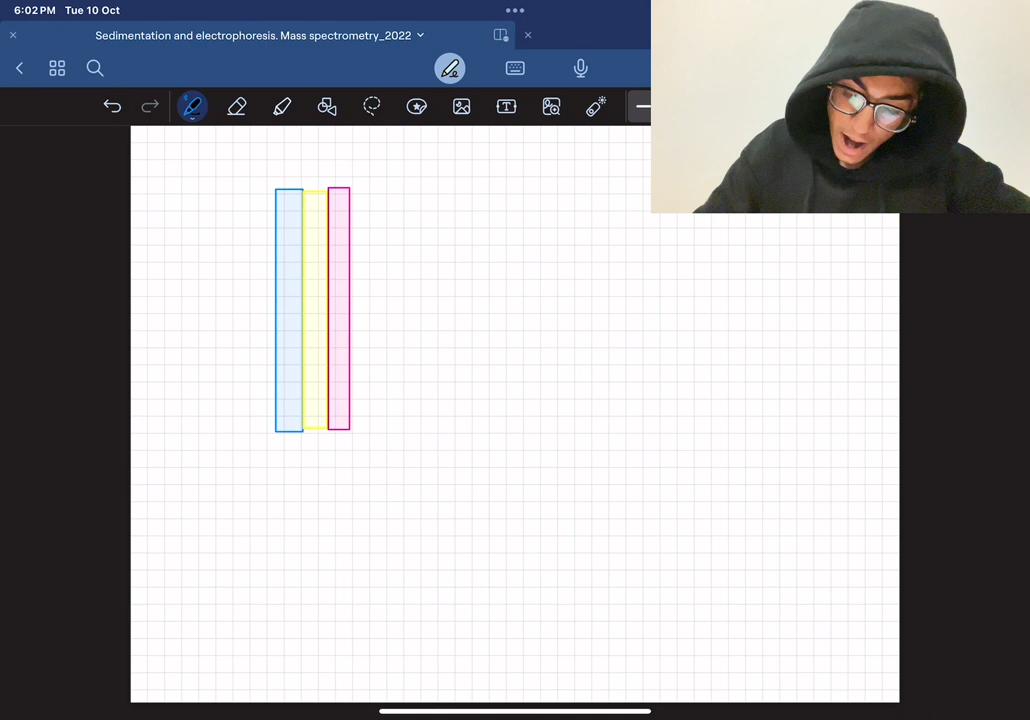 6:02 PM Tue 10 Oct
Sedimentation and electrophoresis. Mass spectrometry_2022
T